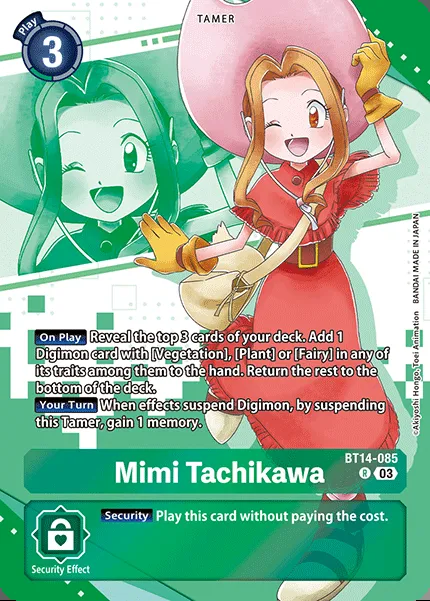 TAMER
Play
3
On Play Reveal the top 3 cards of your deck. Add 1
Digimon card with [Vegetation], [Plant] or [Fairy] in any of
its traits among them to the hand. Return the rest to the
bottom of the deck.
Your Turn When effects suspend Digimon, by suspending
this Tamer, gain 1 memory.
©Akiyoshi Hongo, Toei Animation BANDAI MADE IN JAPAN
BT14-085
Mimi Tachikawa
R 03
Security Play this card without paying the cost.
Security Effect